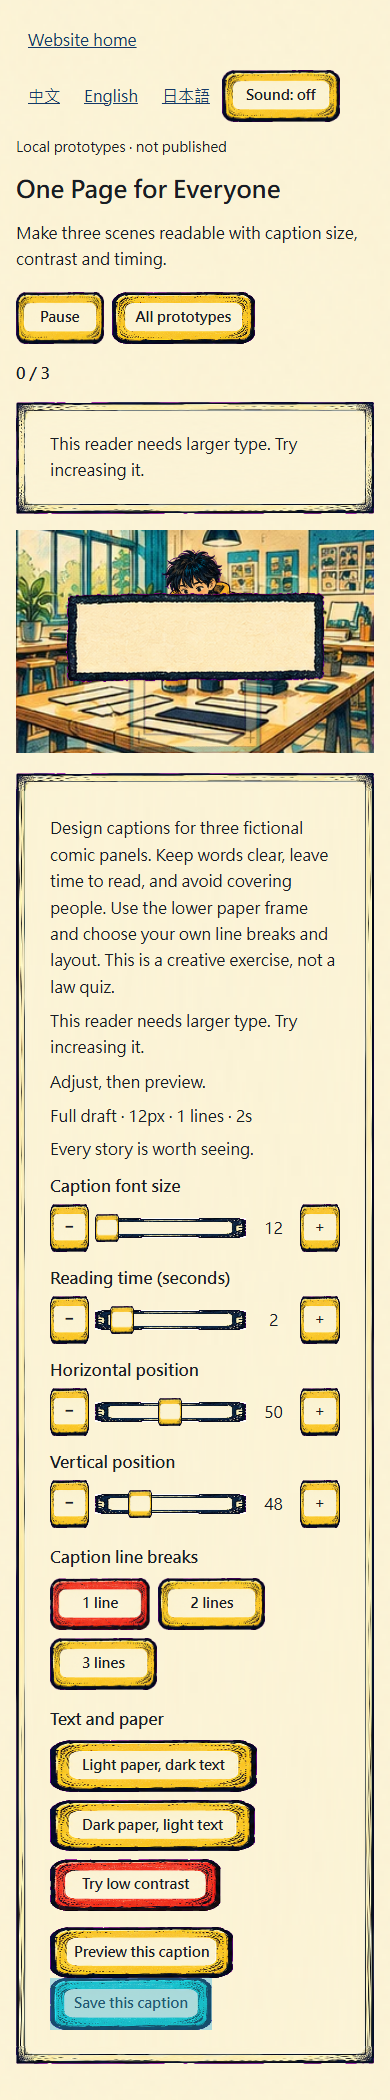 Website home
中文 English 日本語 Sound: off
Local prototypes · not published
One Page for Everyone
Make three scenes readable with caption size,
contrast and timing.
Pause All prototypes
0 / 3
This reader needs larger type. Try
increasing it.
Design captions for three fictional
comic panels. Keep words clear, leave
time to read, and avoid covering
people. Use the lower paper frame
and choose your own line breaks and
layout. This is a creative exercise, not a
law quiz.
This reader needs larger type. Try
increasing it.
Adjust, then preview.
Full draft · 12px · 1 lines · 2s
Every story is worth seeing.
Caption font size
− 12 +
Reading time (seconds)
− 2 +
Horizontal position
− 50 +
Vertical position
− 48 +
Caption line breaks
1 line 2 lines
3 lines
Text and paper
Light paper, dark text
Dark paper, light text
Try low contrast
Preview this caption
Save this caption